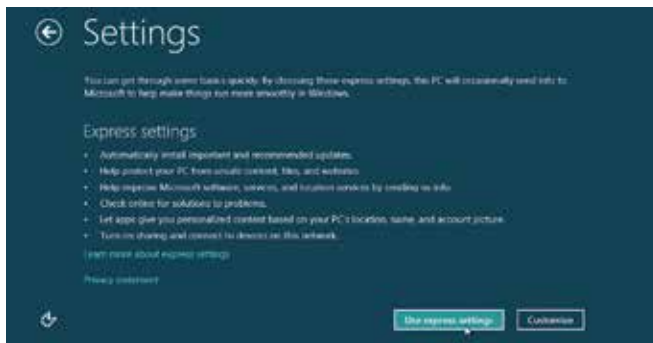 Settings
You can get through some basics quickly. By choosing these express settings, this PC will occasionally send info to
Microsoft to help make things run more smoothly in Windows.
Express settings
• Automatically install important and recommended updates.
• Help protect your PC from unsafe content, files, and websites.
• Help improve Microsoft software, services, and location services by sending us info.
• Check online for solutions to problems.
• Let apps give you personalized content based on your PC's location, name, and account picture.
• Turn on sharing and connect to devices on this network.
Learn more about express settings
Privacy statement
Use express settings
Customize